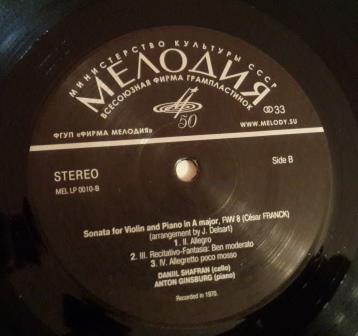 МИНИСТЕРСТВО КУЛЬТУРЫ СССР
МЕЛОДИЯ
ВСЕСОЮЗНАЯ ФИРМА ГРАМПЛАСТИНОК
33
50
ФГУП «ФИРМА МЕЛОДИЯ»
WWW.MELODY.SU
STEREO
Side B
MEL LP 0010-B
Sonata for Violin and Piano in A major, FWV 8 (César FRANCK)
(arrangement by J. Delsart)
1. II. Allegro
2. III. Recitativo-Fantasia: Ben moderato
3. IV. Allegretto poco mosso
DANIIL SHAFRAN (cello)
ANTON GINSBURG (piano)
Recorded in 1970.